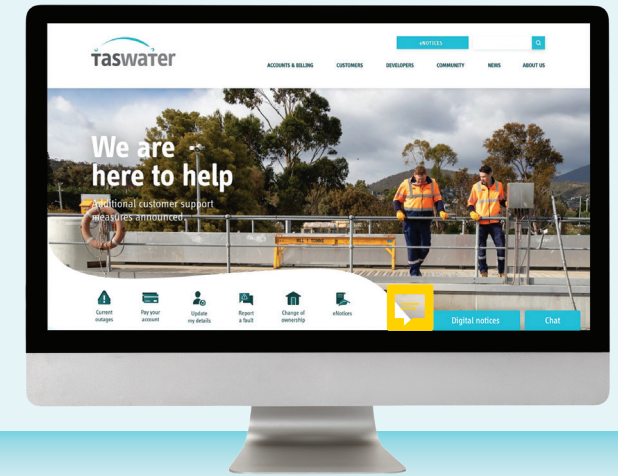 eNOTICES
TasWater
ACCOUNTS & BILLING CUSTOMERS DEVELOPERS COMMUNITY NEWS ABOUT US
We are
here to help
Additional customer support
measures announced.
Current
outages
Pay your
account
Update
my details
Report
a fault
Change of
ownership
eNotices
Digital notices
Chat